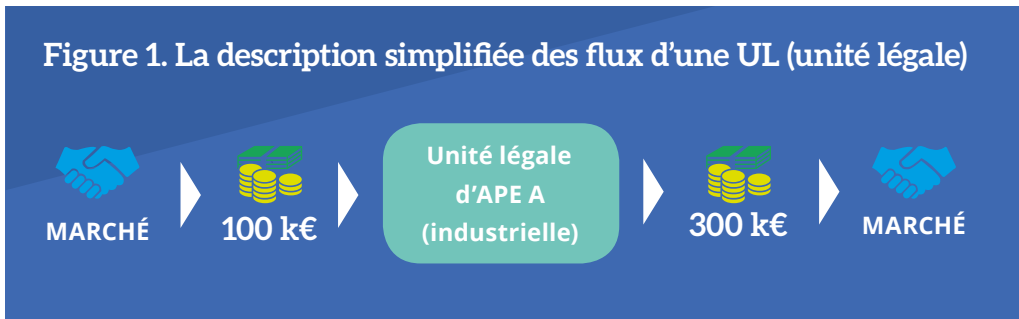 Figure 1. La description simplifiée des flux d’une UL (unité légale)
MARCHÉ
100 k€
Unité légale
d’APE A
(industrielle)
300 k€
MARCHÉ